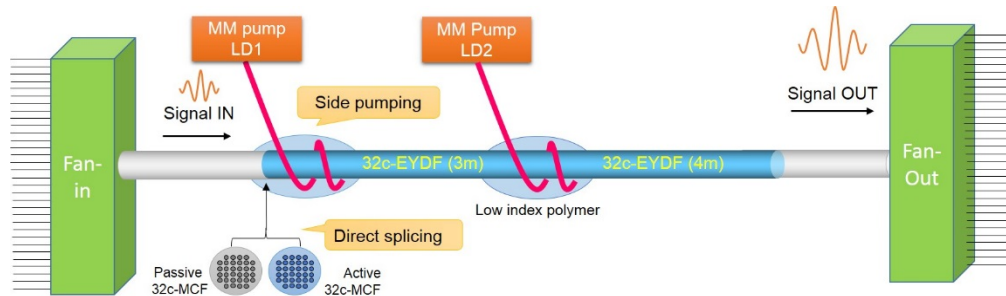 MM pump
LD1
MM Pump
LD2
Signal IN
Side pumping
Signal OUT
Fan-
in
32c-EYDF (3m)
32c-EYDF (4m)
Fan-
Out
Low index polymer
Direct splicing
Passive
32c-MCF
Active
32c-MCF